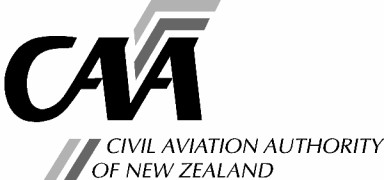 CAA
CIVIL AVIATION AUTHORITY
OF NEW ZEALAND